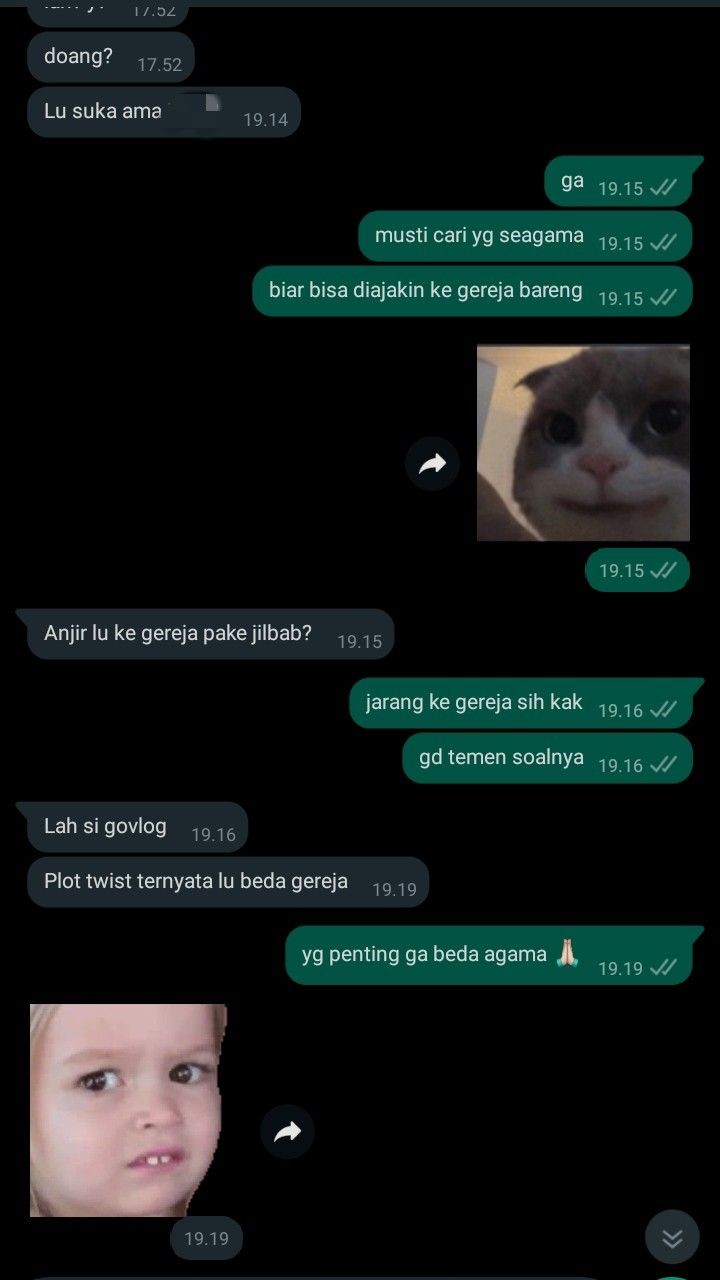 17.52
doang? 17.52
Lu suka ama 19.14
ga 19.15
musti cari yg seagama 19.15
biar bisa diajakin ke gereja bareng 19.15
19.15
Anjir lu ke gereja pake jilbab? 19.15
jarang ke gereja sih kak 19.16
gd temen soalnya 19.16
Lah si govlog 19.16
Plot twist ternyata lu beda gereja 19.19
yg penting ga beda agama 🙏🏻 19.19
19.19